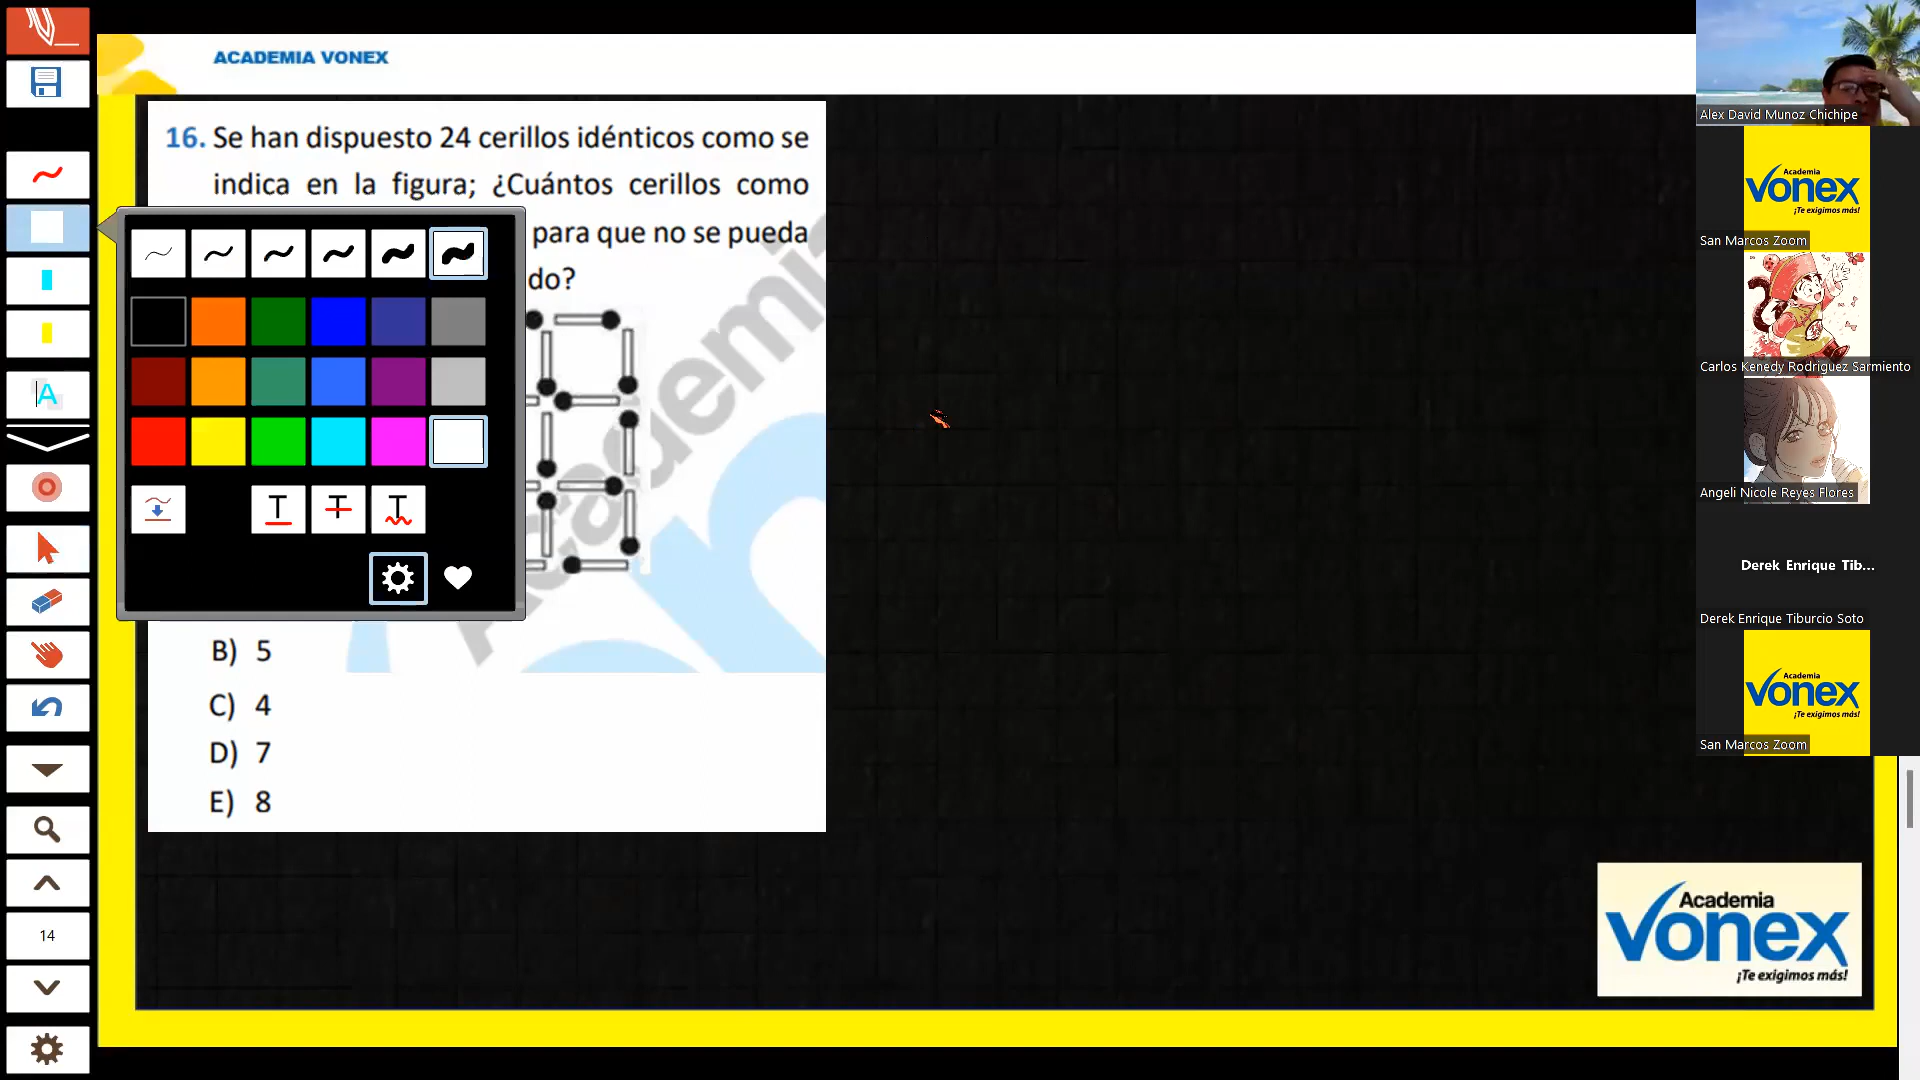 ACADEMIA VONEX
16. Se han dispuesto 24 cerillos idénticos como se
indica en la figura; ¿Cuántos cerillos como
para que no se pueda
do?
B) 5
C) 4
D) 7
E) 8
A
T T T
14
Academia
Alex David Munoz Chichipe
Academia
vonex
¡Te exigimos más!
San Marcos Zoom
Carlos Kenedy Rodriguez Sarmiento
Angeli Nicole Reyes Flores
Derek Enrique Tib...
Derek Enrique Tiburcio Soto
Academia
vonex
¡Te exigimos más!
San Marcos Zoom
Academia
vonex
¡Te exigimos más!